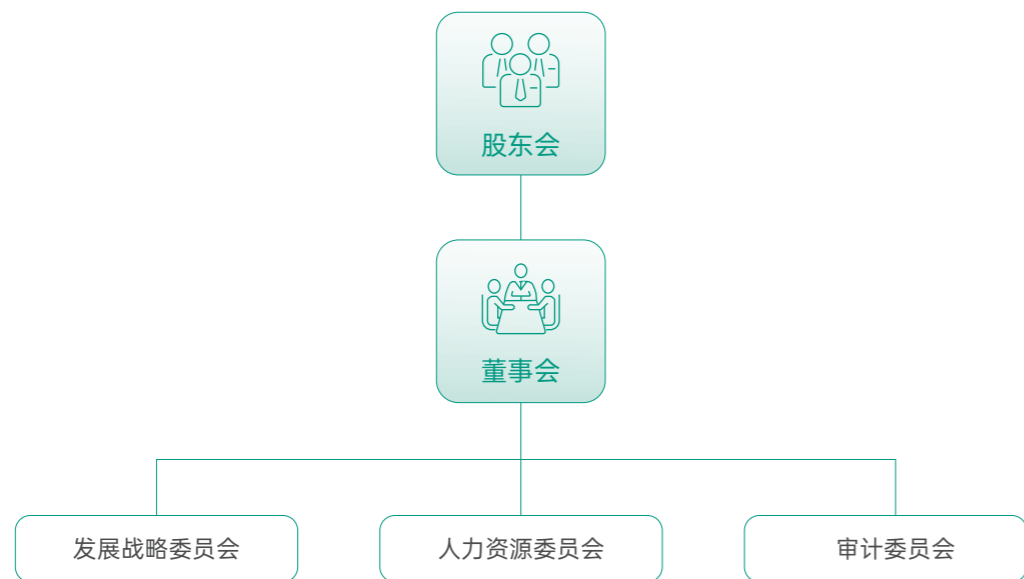 股东会
董事会
发展战略委员会
人力资源委员会
审计委员会